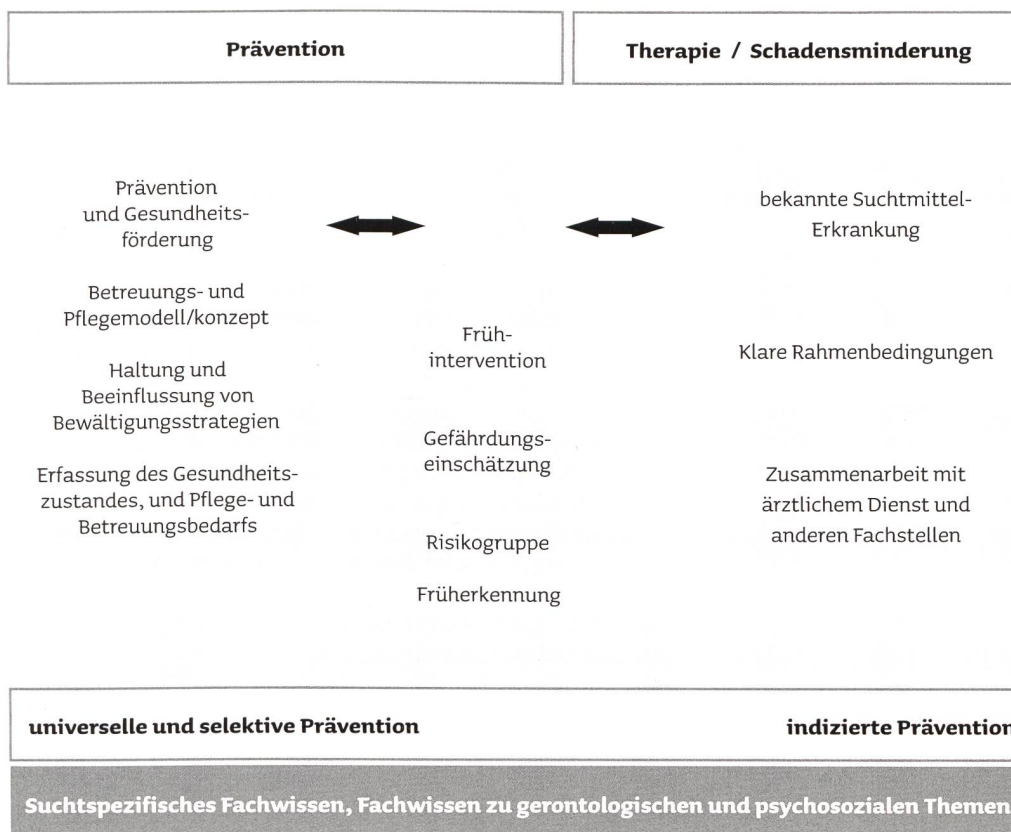 Prävention
Therapie / Schadensminderung
Prävention
und Gesundheits-
förderung
Betreuungs- und
Pflegemodell/konzept
Haltung und
Beeinflussung von
Bewältigungsstrategien
Erfassung des Gesundheits-
zustandes, und Pflege- und
Betreuungsbedarfs
Früh-
intervention
Gefährdungs-
einschätzung
Risikogruppe
Früherkennung
bekannte Suchtmittel-
Erkrankung
Klare Rahmenbedingungen
Zusammenarbeit mit
ärztlichem Dienst und
anderen Fachstellen
universelle und selektive Prävention
indizierte Prävention
Suchtspezifisches Fachwissen, Fachwissen zu gerontologischen und psychosozialen Themen